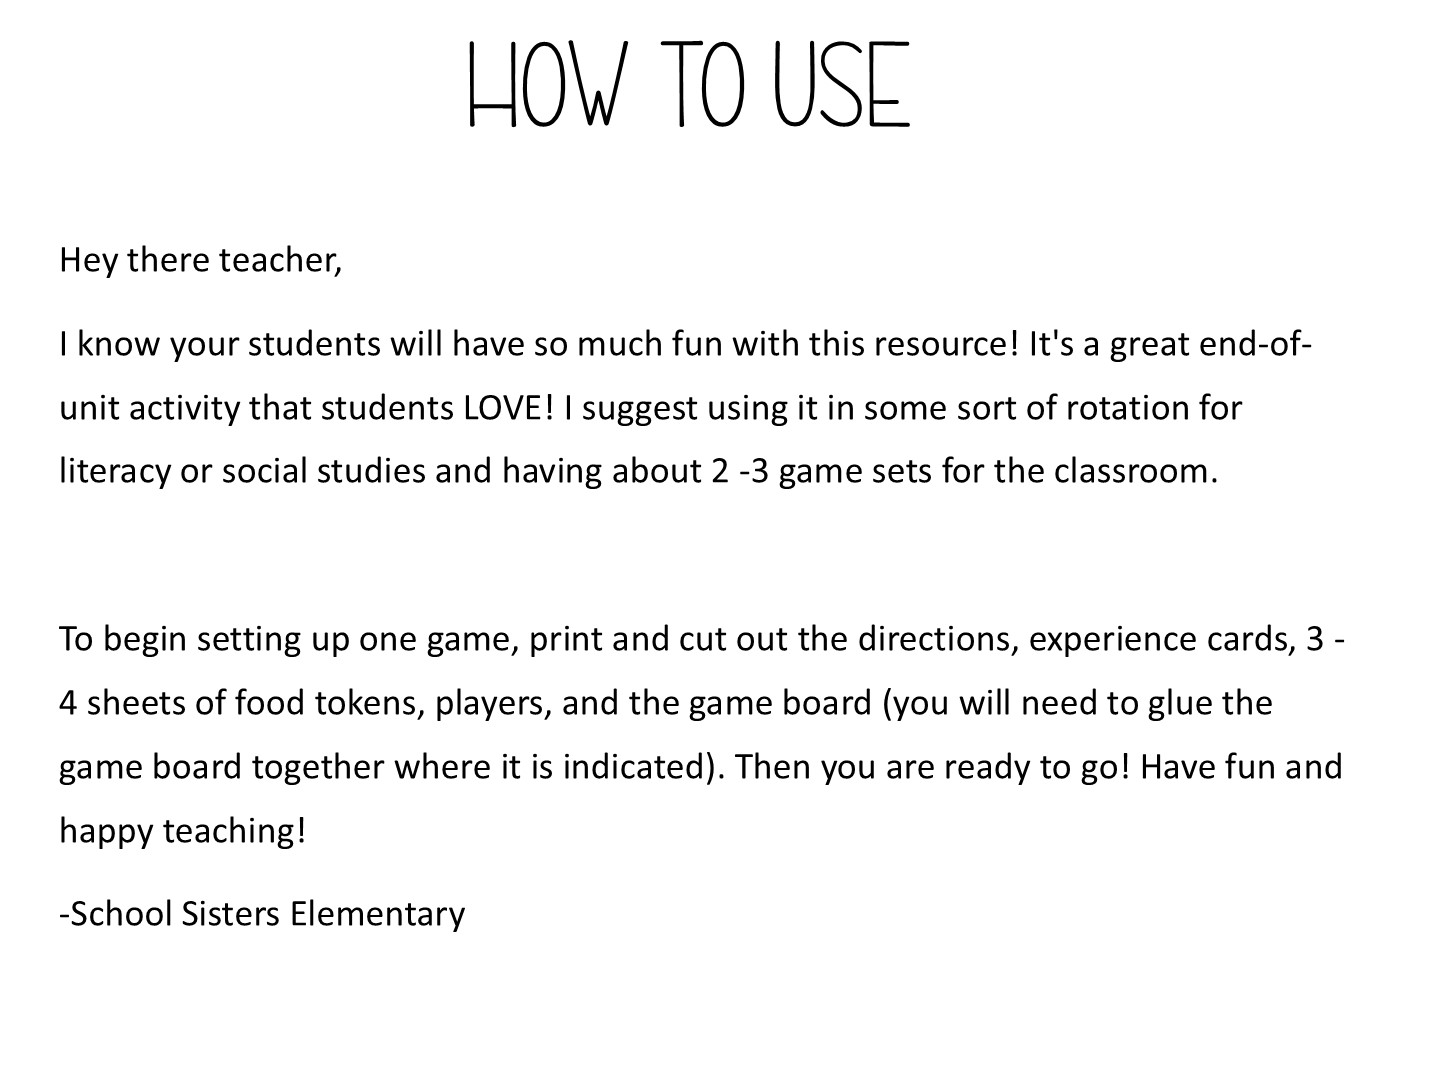 HOW TO USE
Hey there teacher,
I know your students will have so much fun with this resource! It's a great end-of-
unit activity that students LOVE! I suggest using it in some sort of rotation for
literacy or social studies and having about 2 -3 game sets for the classroom.
To begin setting up one game, print and cut out the directions, experience cards, 3 -
4 sheets of food tokens, players, and the game board (you will need to glue the
game board together where it is indicated). Then you are ready to go! Have fun and
happy teaching!
-School Sisters Elementary